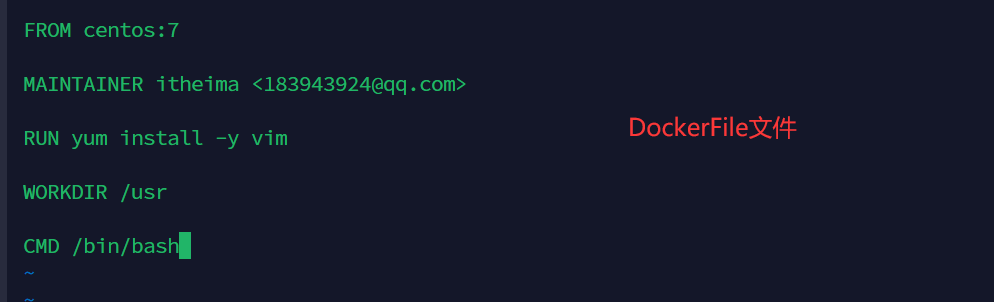 FROM centos:7
MAINTAINER itheima <183943924@qq.com>
DockerFile文件
RUN yum install -y vim
WORKDIR /usr
CMD /bin/bash
~
~